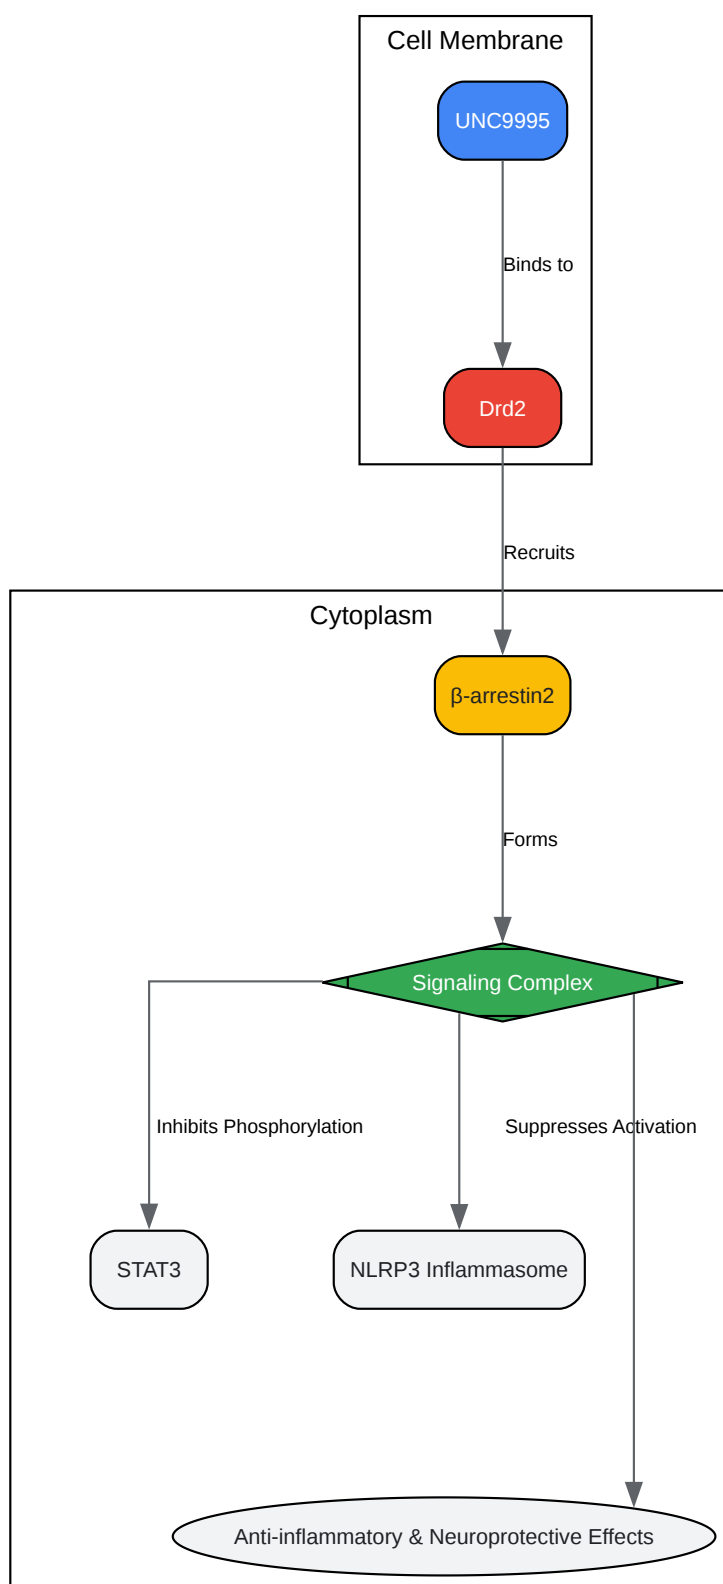 Cell Membrane
UNC9995
Binds to
Drd2
Recruits
Cytoplasm
β-arrestin2
Forms
Signaling Complex
Inhibits Phosphorylation
Suppresses Activation
STAT3
NLRP3 Inflammasome
Anti-inflammatory & Neuroprotective Effects